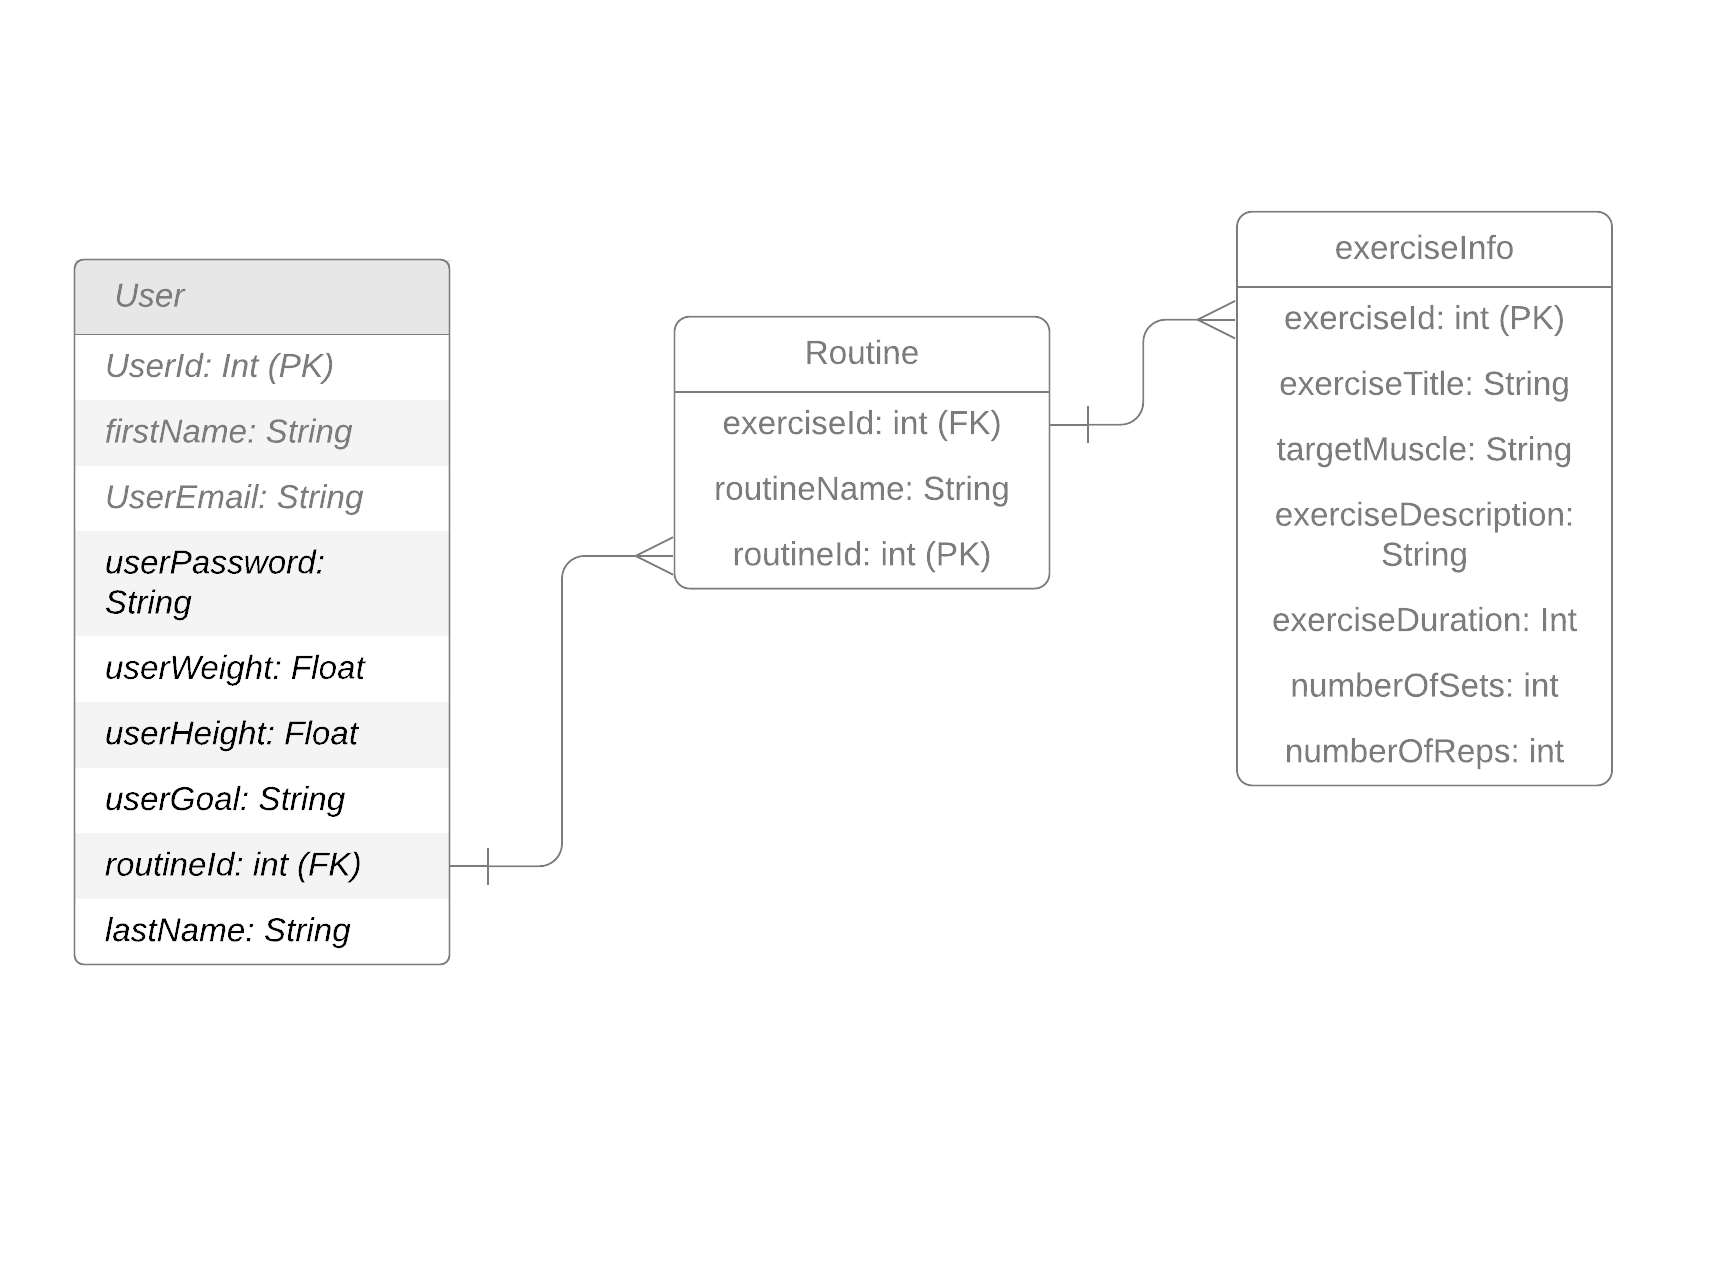 User
UserId: Int (PK)
firstName: String
UserEmail: String
userPassword:
String
userWeight: Float
userHeight: Float
userGoal: String
routineId: int (FK)
lastName: String
Routine
exerciseId: int (FK)
routineName: String
routineId: int (PK)
exerciseInfo
exerciseId: int (PK)
exerciseTitle: String
targetMuscle: String
exerciseDescription:
String
exerciseDuration: Int
numberOfSets: int
numberOfReps: int